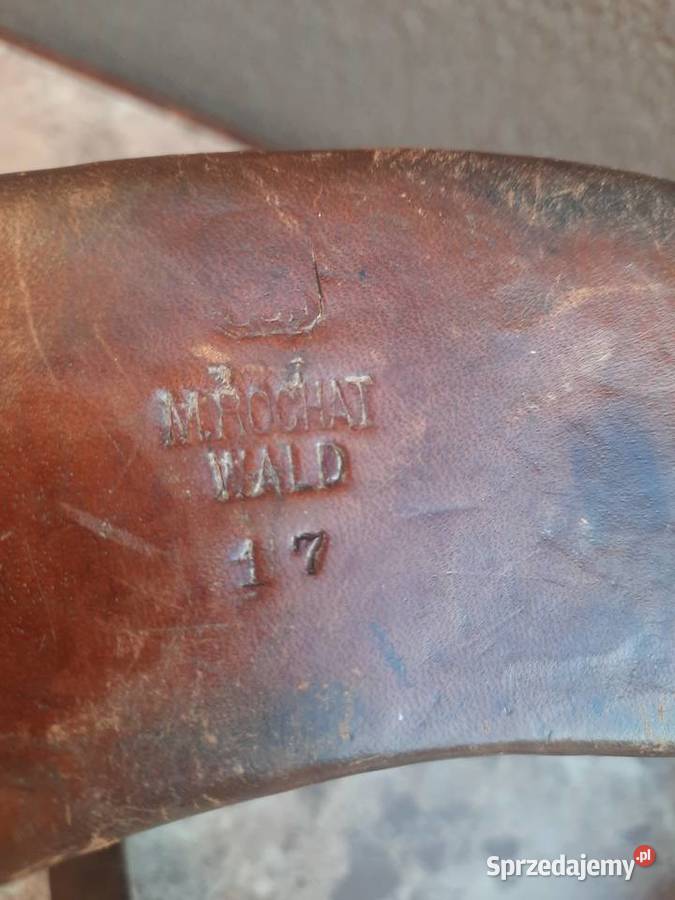 M.ROCHAT
WALD
17
Sprzedajemy.pl